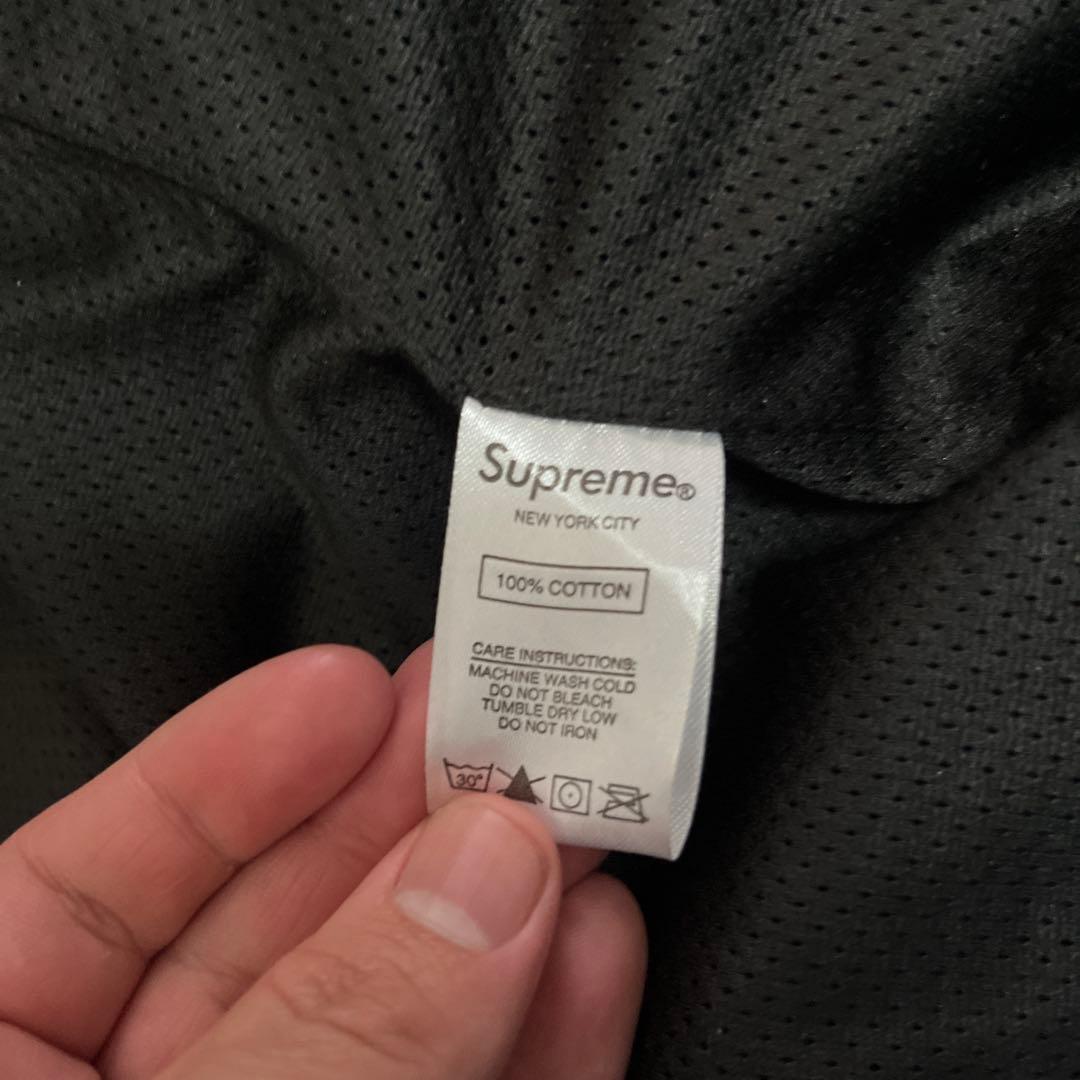 Supreme®
NEW YORK CITY
100% COTTON
CARE INSTRUCTIONS:
MACHINE WASH COLD
DO NOT BLEACH
TUMBLE DRY LOW
DO NOT IRON
30°